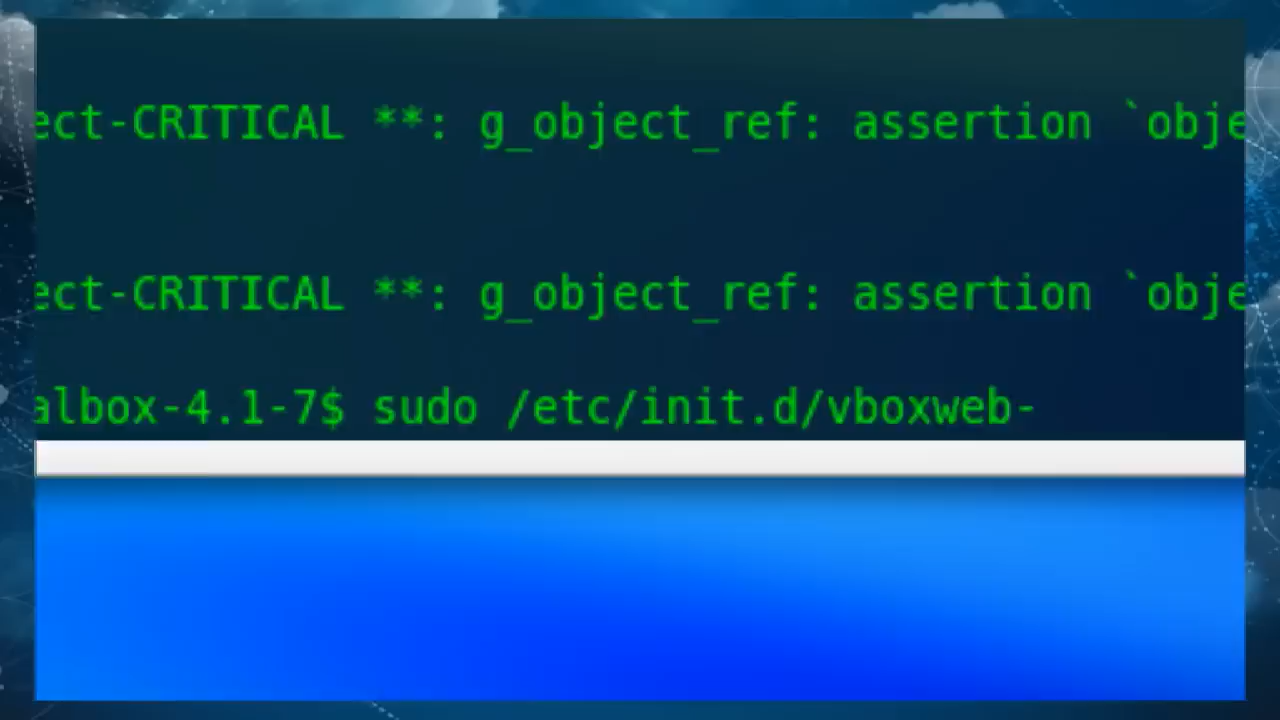 ect-CRITICAL **: g_object_ref: assertion `obje
ect-CRITICAL **: g_object_ref: assertion `obje
albox-4.1-7$ sudo /etc/init.d/vboxweb-